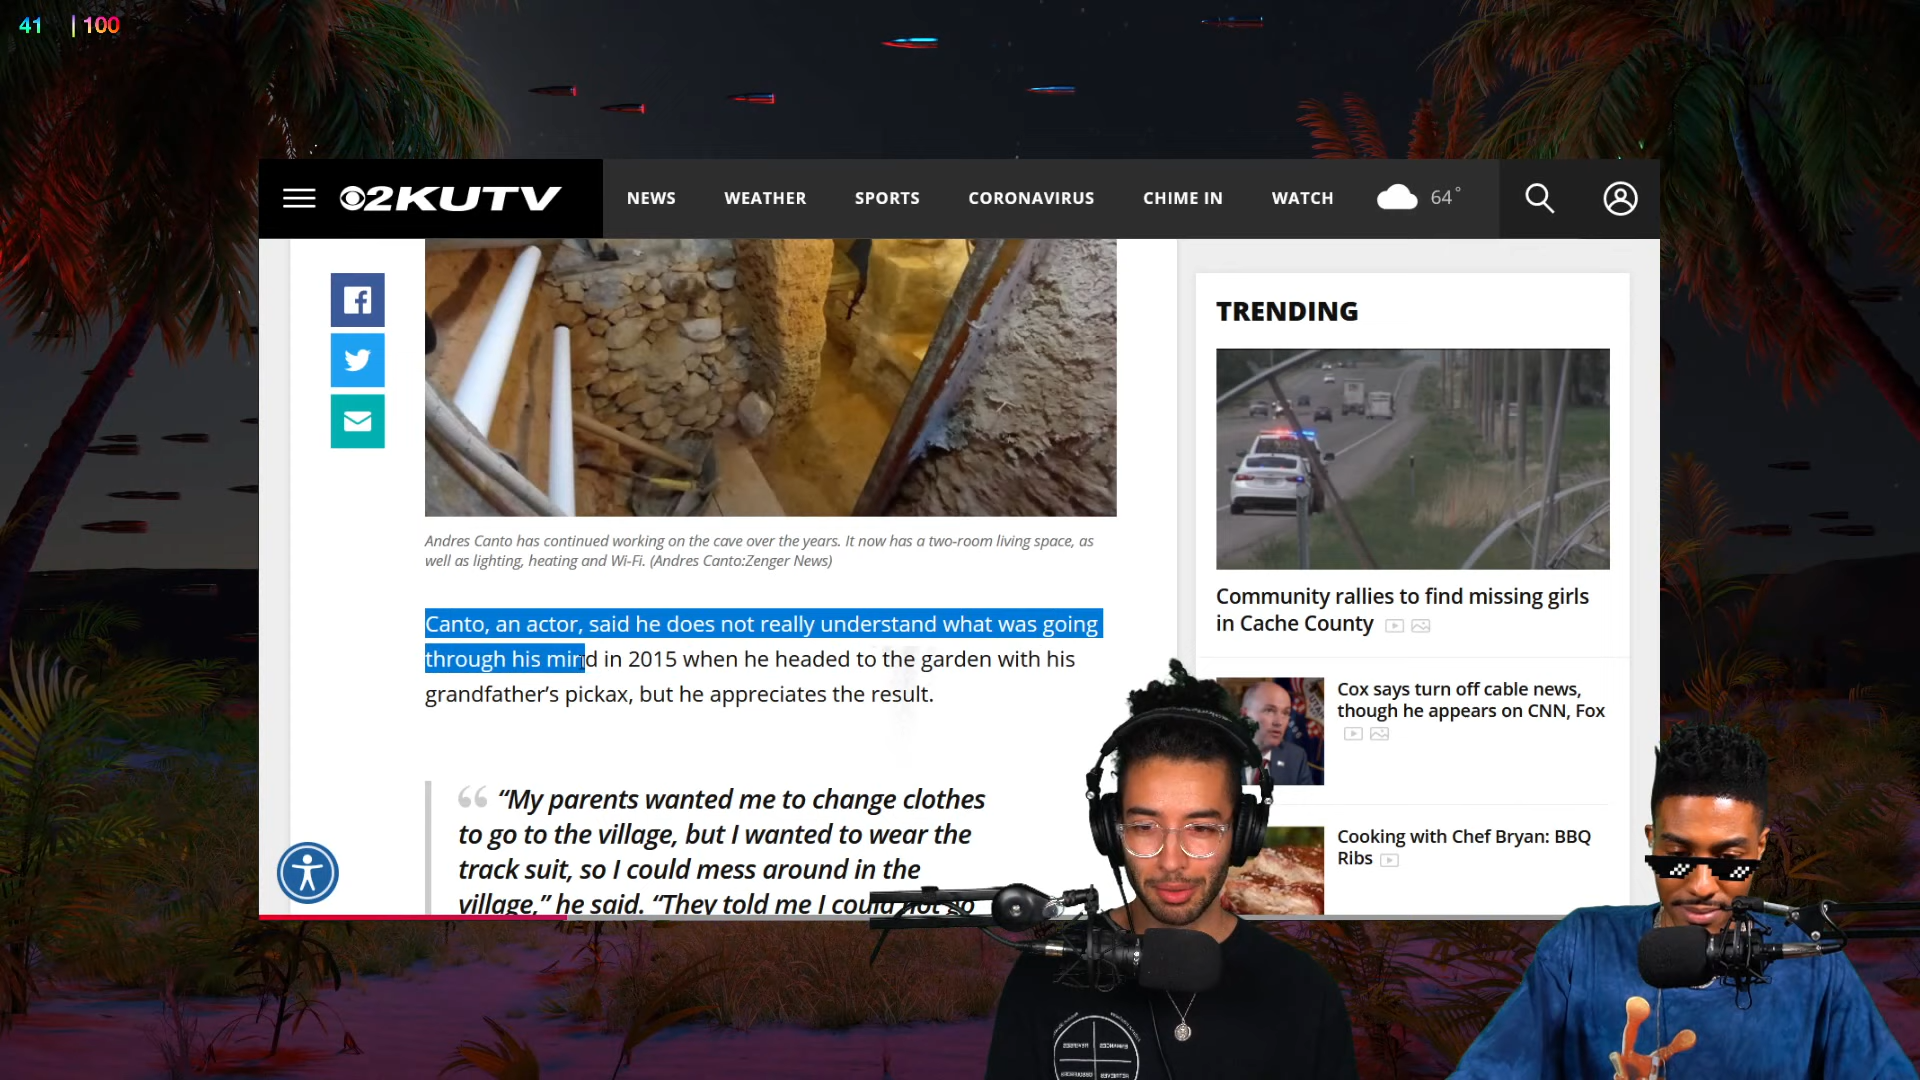 41 | 100
2KUTV
NEWS
WEATHER
SPORTS
CORONAVIRUS
CHIME IN
WATCH
64°
TRENDING
Andres Canto has continued working on the cave over the years. It now has a two-room living space, as
well as lighting, heating and Wi-Fi. (Andres Canto:Zenger News)
Canto, an actor, said he does not really understand what was going
through his mind in 2015 when he headed to the garden with his
grandfather’s pickax, but he appreciates the result.
“My parents wanted me to change clothes
to go to the village, but I wanted to wear the
track suit, so I could mess around in the
village,” he said. “They told me I could not go
Community rallies to find missing girls
in Cache County
Cox says turn off cable news,
though he appears on CNN, Fox
Cooking with Chef Bryan: BBQ
Ribs